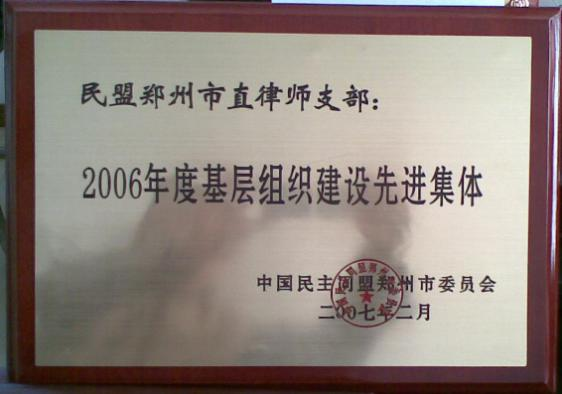 民盟郑州市直律师支部：
2006年度基层组织建设先进集体
中国民主同盟郑州市委员会
二〇〇七年二月